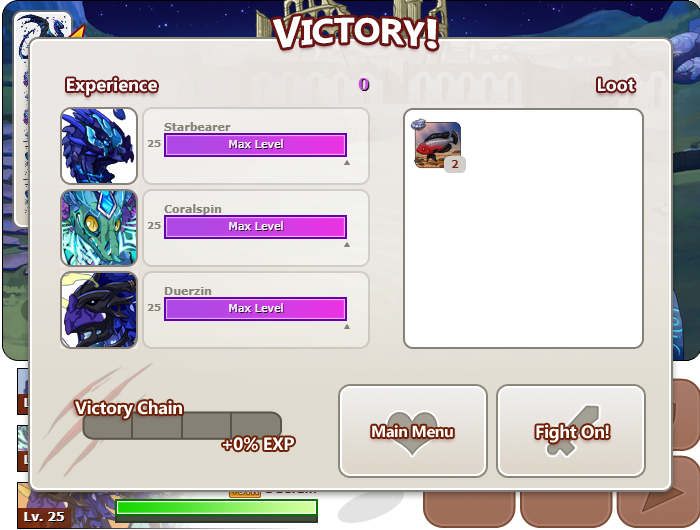 VICTORY!
Experience
0
Loot
Starbearer
25
Max Level
2
Coralspin
25
Max Level
Duerzin
25
Max Level
Victory Chain
+0% EXP
Main Menu
Fight On!
Lv. 25